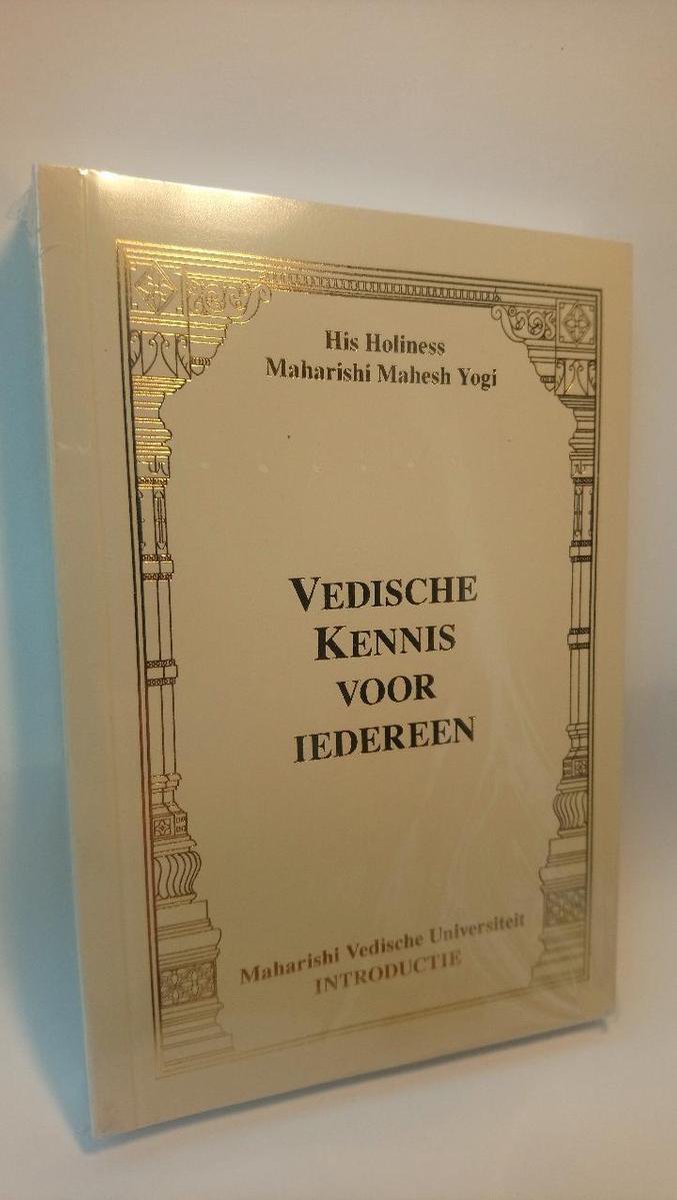 His Holiness
Maharishi Mahesh Yogi
VEDISCHE
KENNIS
VOOR
IEDEREEN
Maharishi Vedische Universiteit
INTRODUCTIE